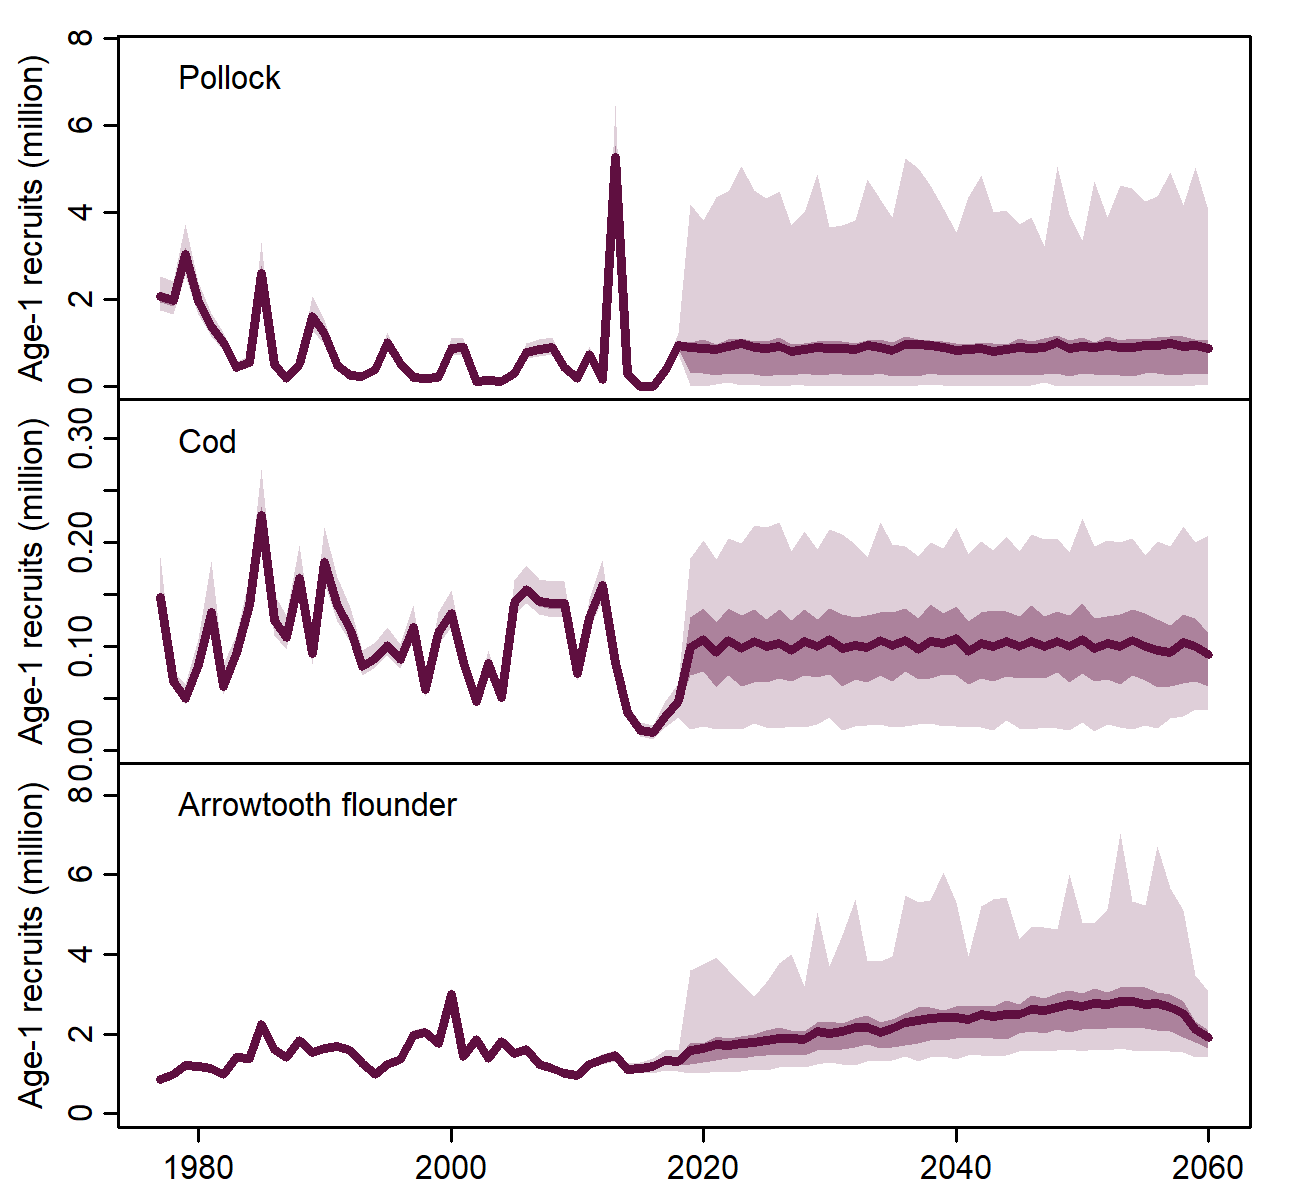 Pollock
Age-1 recruits (million)
8
6
4
2
0
Cod
Age-1 recruits (million)
0.30
0.20
0.10
0.00
Arrowtooth flounder
Age-1 recruits (million)
8
6
4
2
0
1980 2000 2020 2040 2060